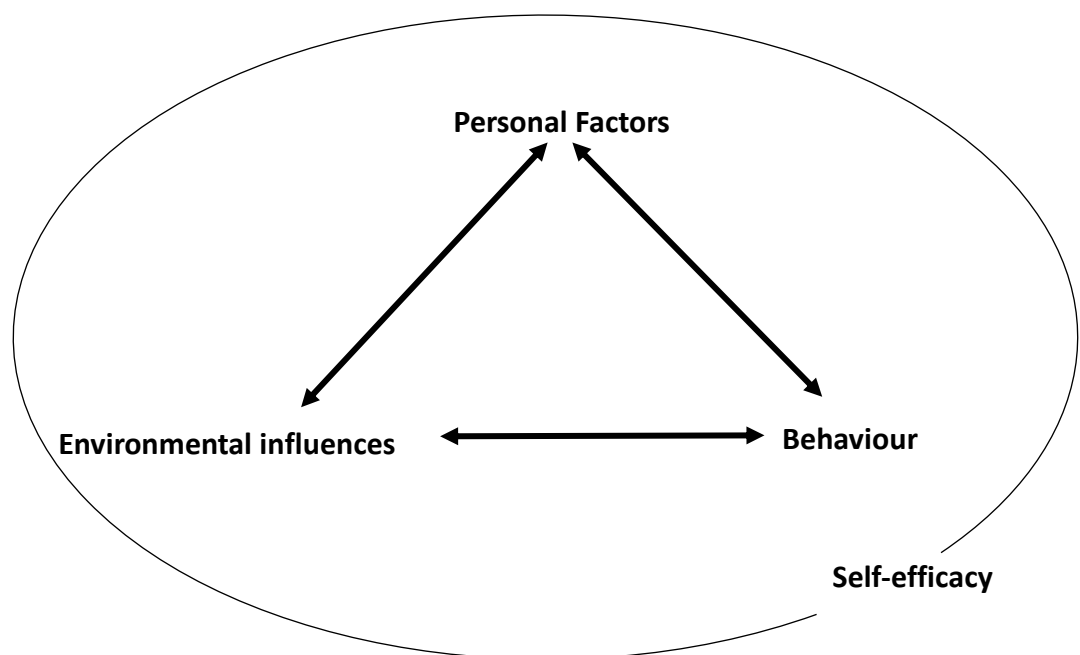 Personal Factors
Environmental influences
Behaviour
Self-efficacy